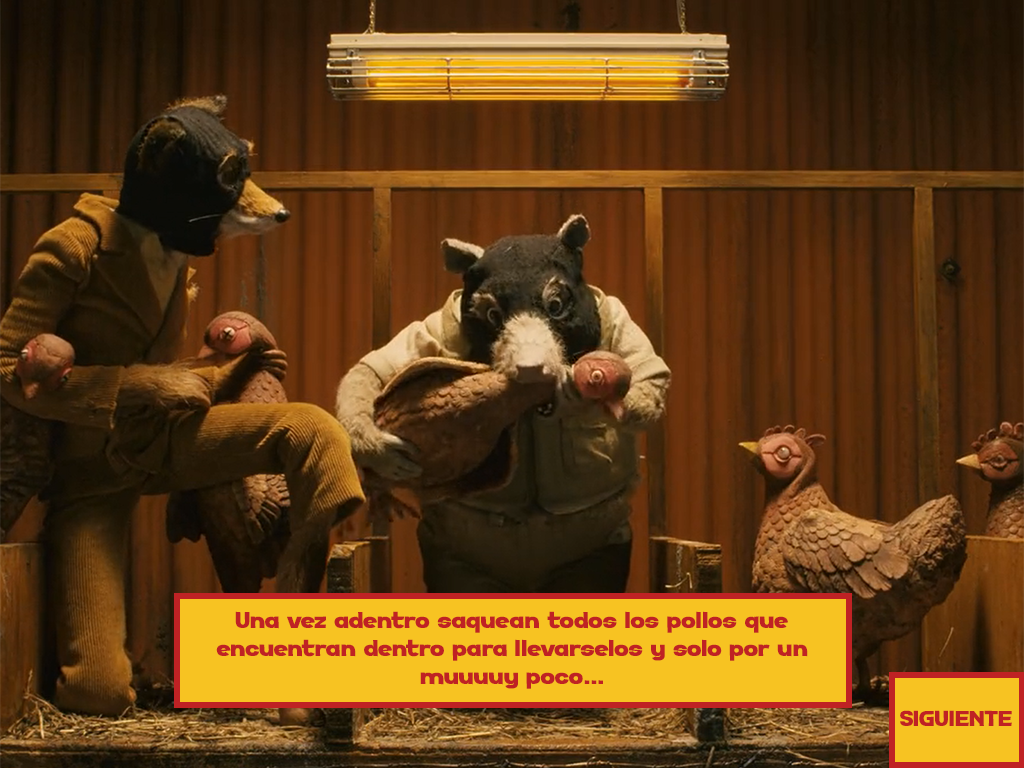 Una vez adentro saquean todos los pollos que
encuentran dentro para llevarselos y solo por un
muuuuy poco...
SIGUIENTE